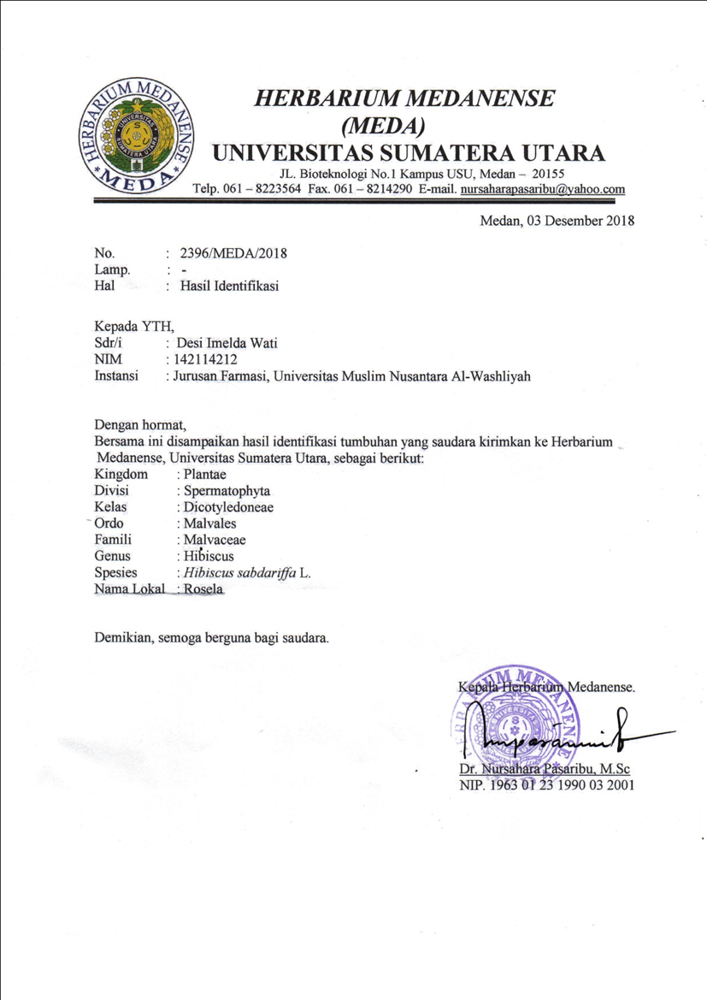 HERBARIUM MEDANENSE
MEDA
UNIVERSITAS
SUMATERA UTARA
HERBARIUM MEDANENSE
(MEDA)
UNIVERSITAS SUMATERA UTARA
JL. Bioteknologi No.1 Kampus USU, Medan – 20155
Telp. 061 – 8223564 Fax. 061 – 8214290 E-mail. nursaharapasaribu@yahoo.com
Medan, 03 Desember 2018
No. : 2396/MEDA/2018
Lamp. : -
Hal : Hasil Identifikasi
Kepada YTH,
Sdr/i : Desi Imelda Wati
NIM : 142114212
Instansi : Jurusan Farmasi, Universitas Muslim Nusantara Al-Washliyah
Dengan hormat,
Bersama ini disampaikan hasil identifikasi tumbuhan yang saudara kirimkan ke Herbarium
Medanense, Universitas Sumatera Utara, sebagai berikut:
Kingdom : Plantae
Divisi : Spermatophyta
Kelas : Dicotyledoneae
Ordo : Malvales
Famili : Malvaceae
Genus : Hibiscus
Spesies : Hibiscus sabdariffa L.
Nama Lokal : Rosela
Demikian, semoga berguna bagi saudara.
Kepala Herbarium Medanense.
HERBARIUM MEDANENSE
UNIVERSITAS
Dr. Nursahara Pasaribu, M.Sc
NIP. 1963 01 23 1990 03 2001